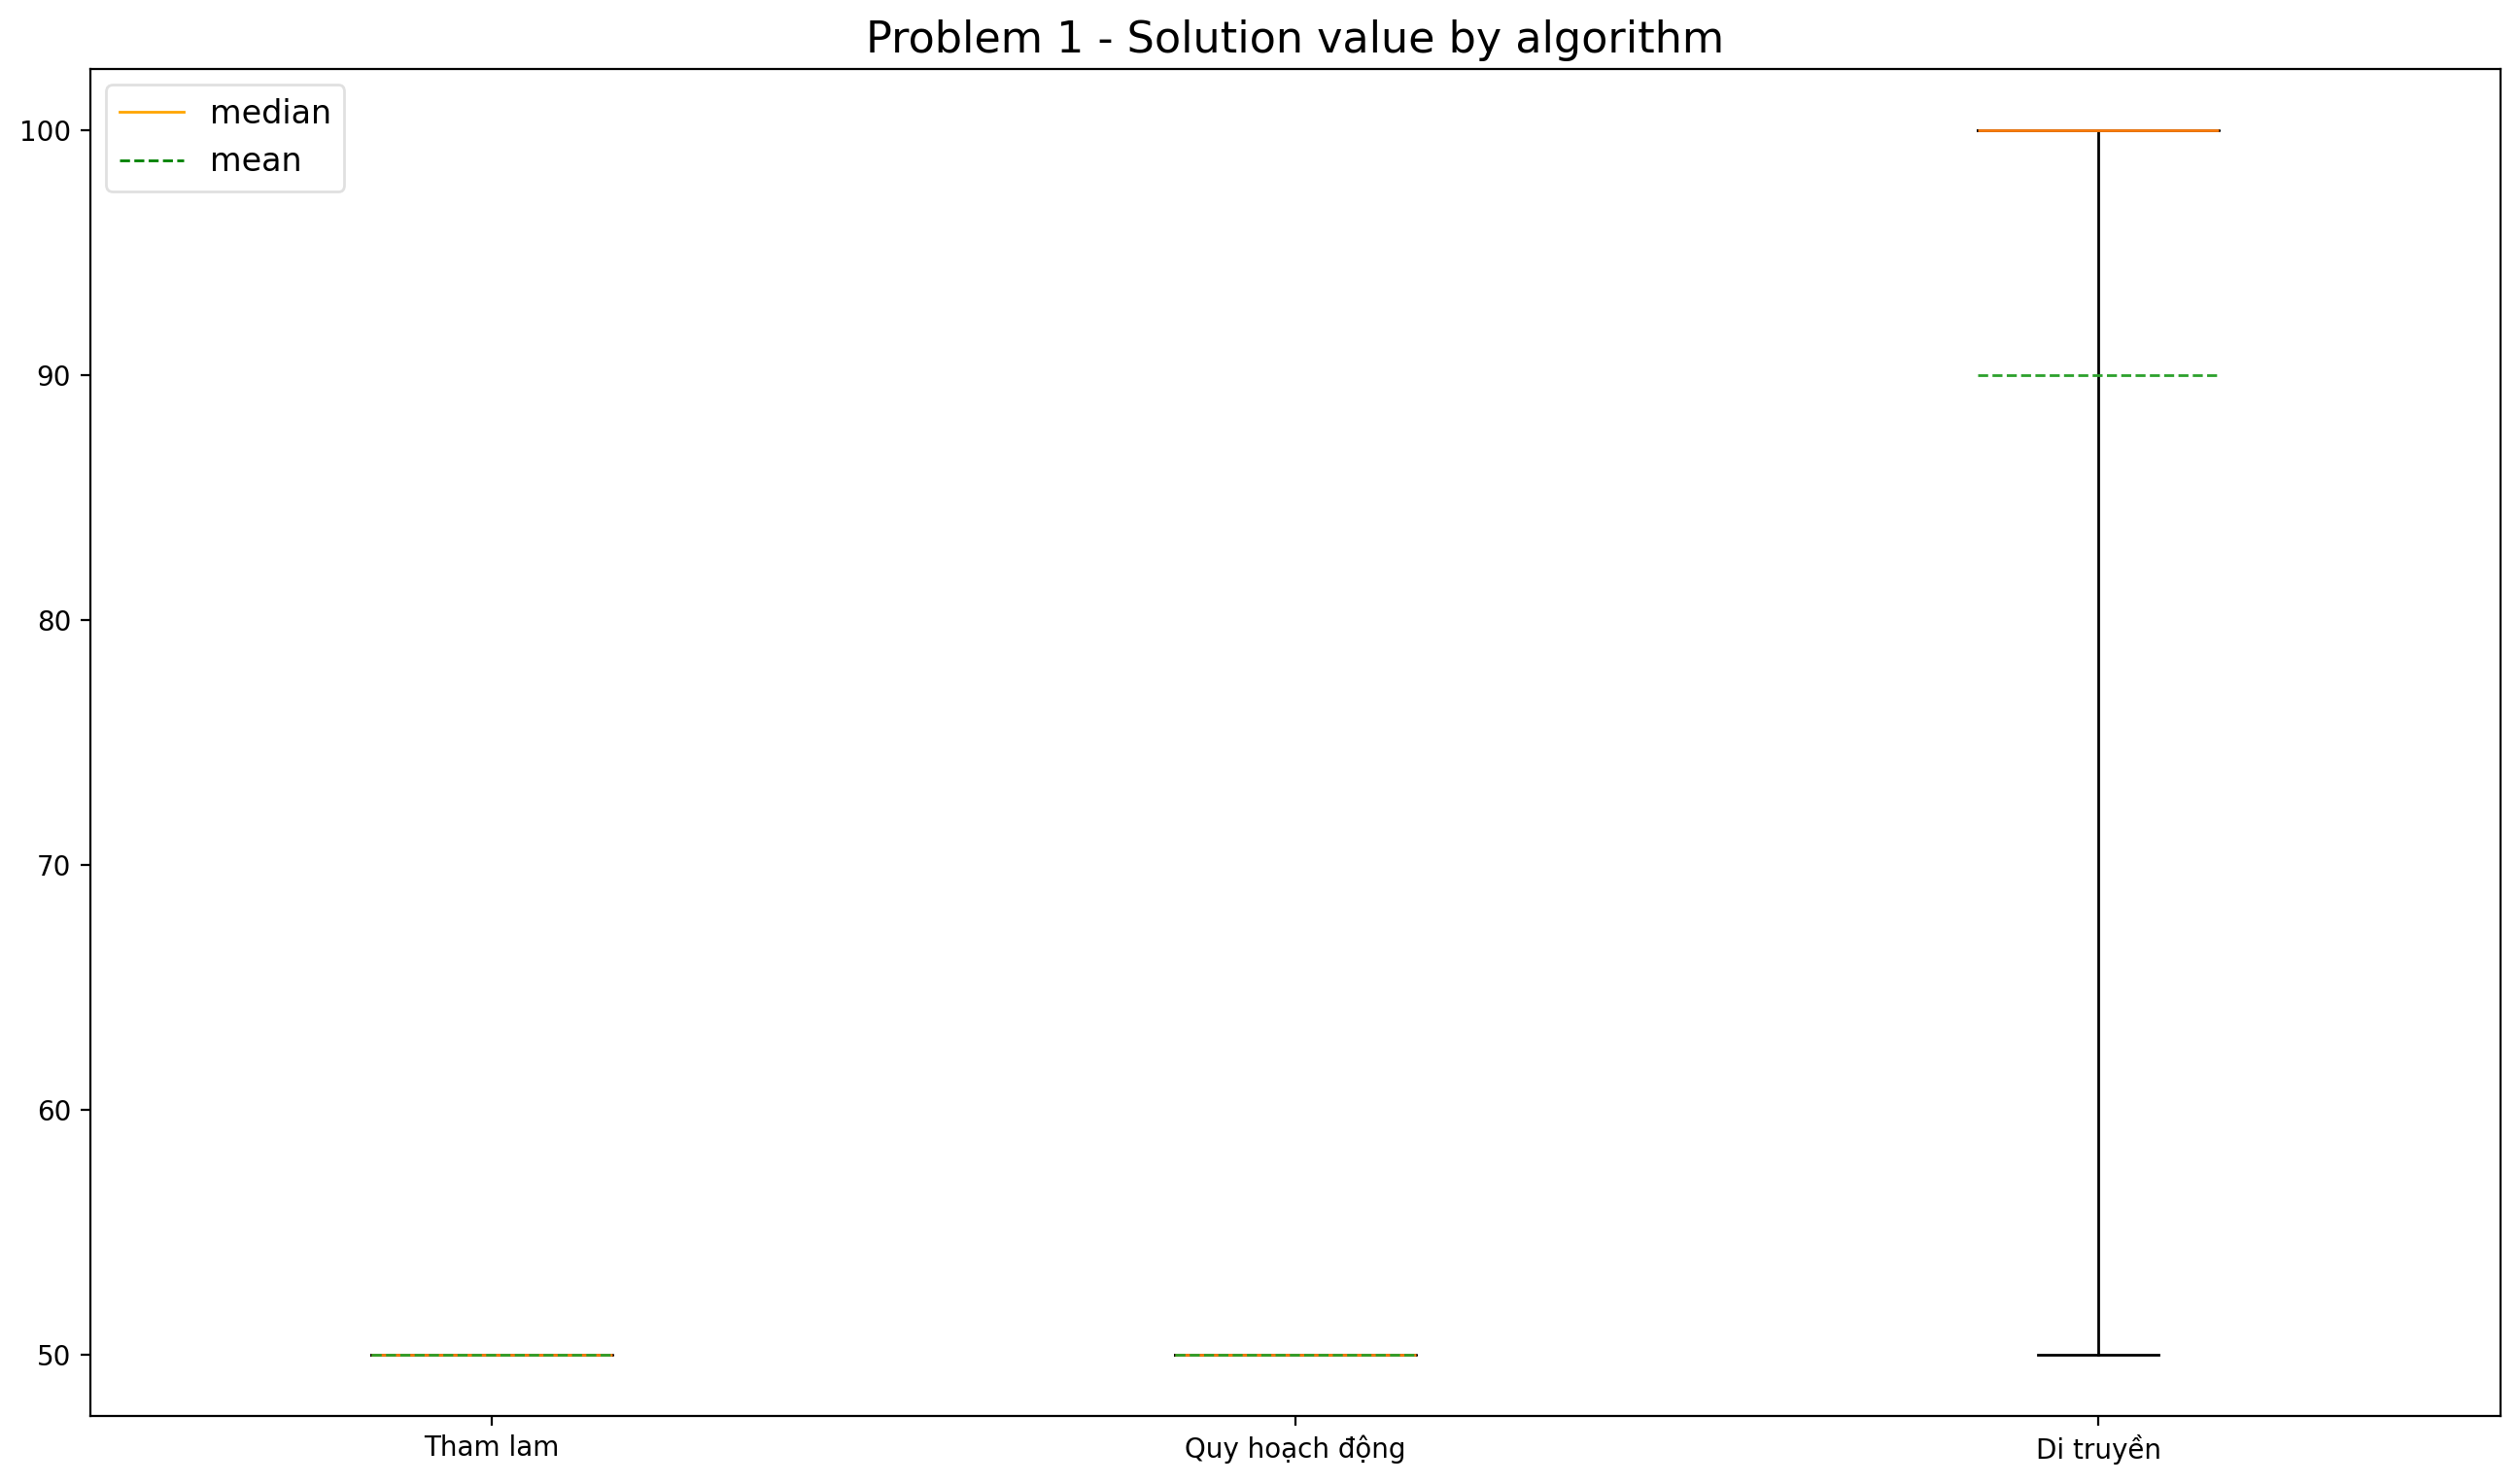 Problem 1 - Solution value by algorithm
median
mean
100
90
80
70
60
50
Tham lam
Quy hoạch động
Di truyền